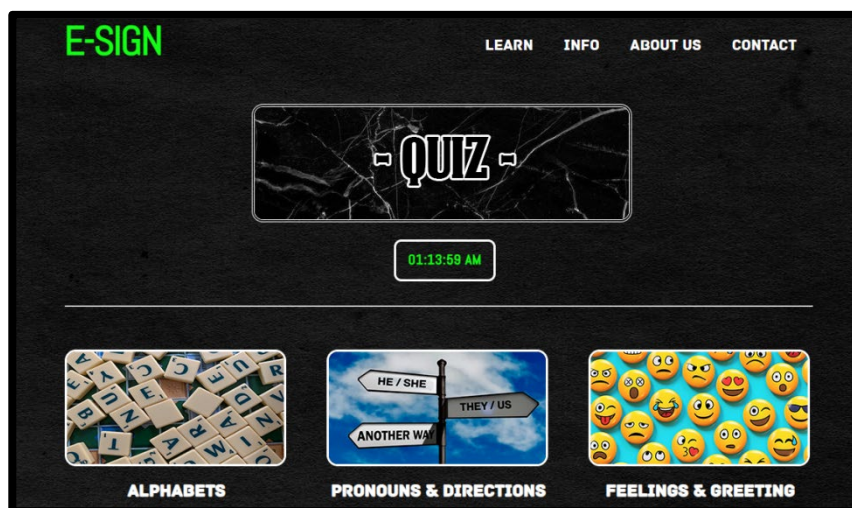 E-SIGN
LEARN INFO ABOUT US CONTACT
- QUIZ -
01:13:59 AM
HE / SHE
THEY / US
ANOTHER WAY
ALPHABETS
PRONOUNS & DIRECTIONS
FEELINGS & GREETING